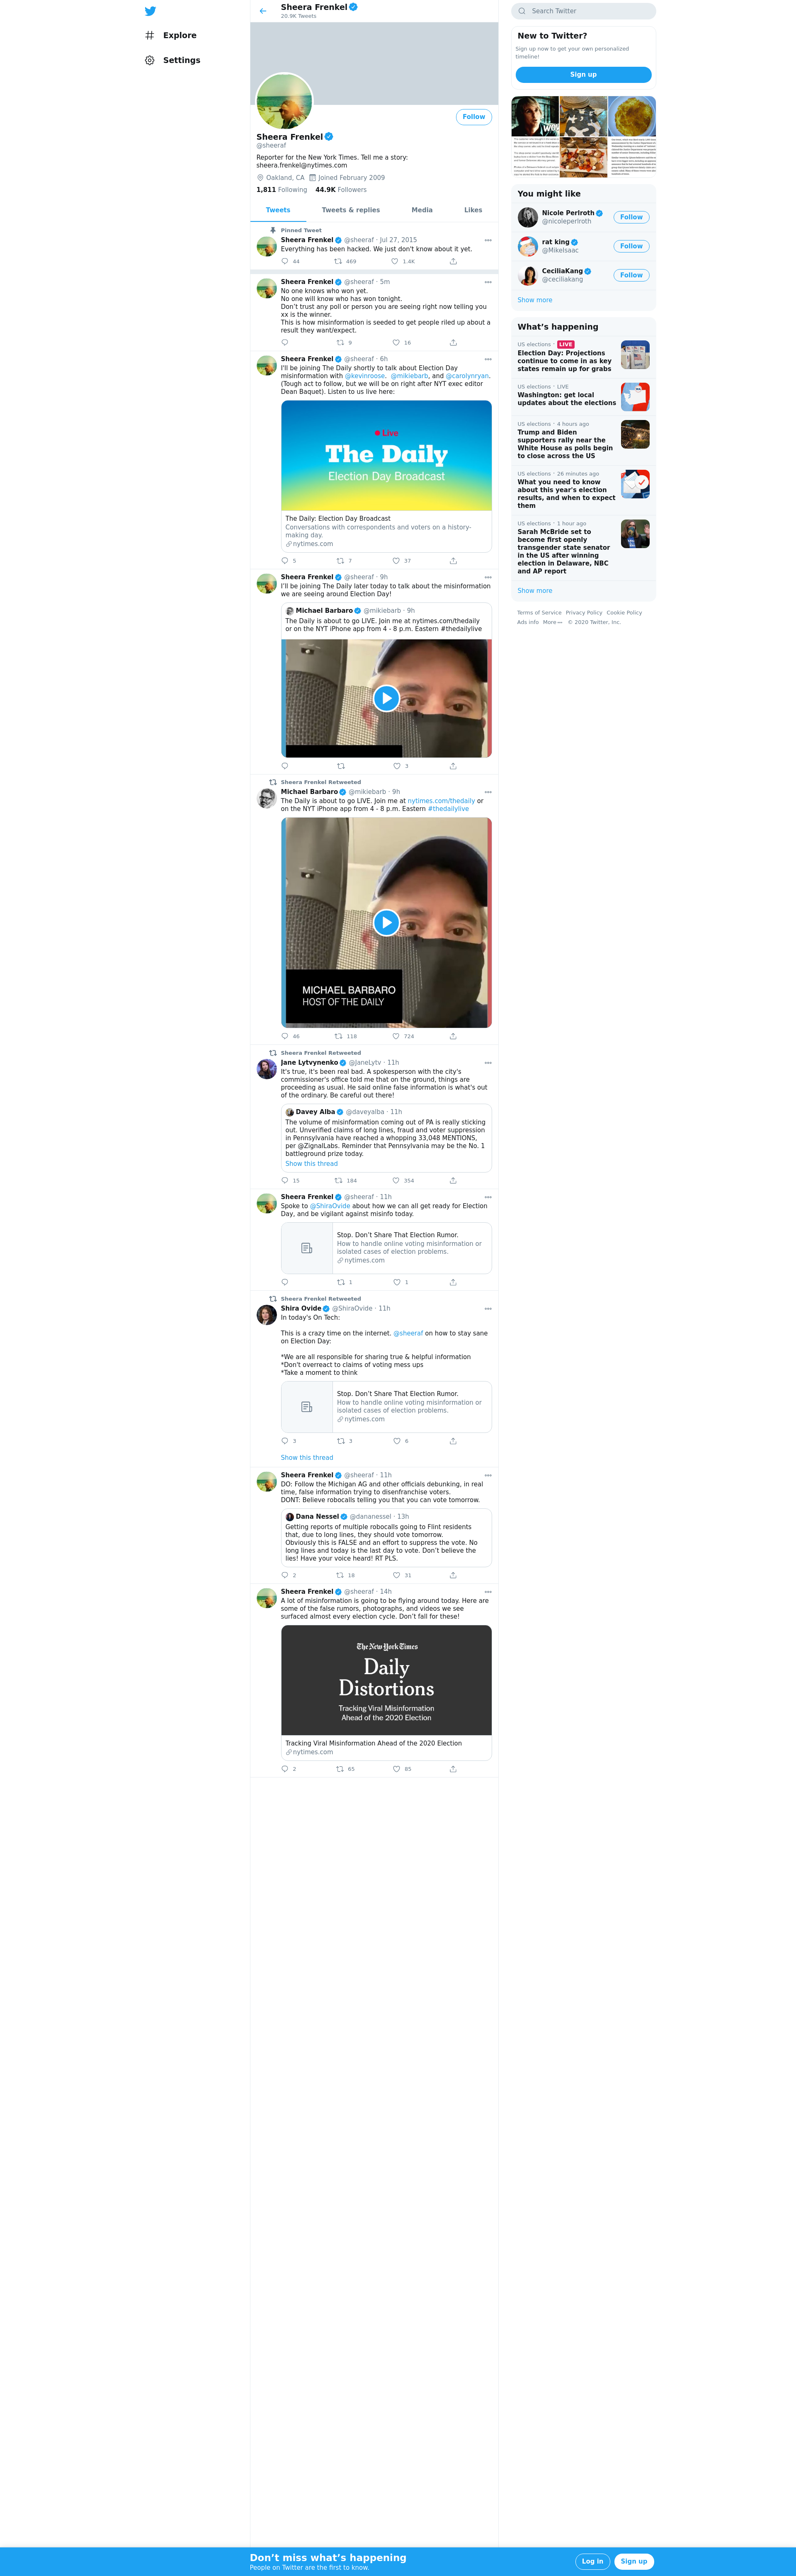 Explore
Settings
Sheera Frenkel
20.9K Tweets
Follow
Sheera Frenkel
@sheeraf
Reporter for the New York Times. Tell me a story:
sheera.frenkel@nytimes.com
Oakland, CA Joined February 2009
1,811 Following 44.9K Followers
Tweets Tweets & replies Media Likes
Pinned Tweet
Sheera Frenkel @sheeraf · Jul 27, 2015
Everything has been hacked. We just don't know about it yet.
44 469 1.4K
Sheera Frenkel @sheeraf · 5m
No one knows who won yet.
No one will know who has won tonight.
Don't trust any poll or person you are seeing right now telling you
xx is the winner.
This is how misinformation is seeded to get people riled up about a
result they want/expect.
9 16
Sheera Frenkel @sheeraf · 6h
I'll be joining The Daily shortly to talk about Election Day
misinformation with @kevinroose. @mikiebarb, and @carolynryan.
(Tough act to follow, but we will be on right after NYT exec editor
Dean Baquet). Listen to us live here:
Live
The Daily
Election Day Broadcast
The Daily: Election Day Broadcast
Conversations with correspondents and voters on a history-
making day.
nytimes.com
5 7 37
Sheera Frenkel @sheeraf · 9h
I'll be joining The Daily later today to talk about the misinformation
we are seeing around Election Day!
Michael Barbaro @mikiebarb · 9h
The Daily is about to go LIVE. Join me at nytimes.com/thedaily
or on the NYT iPhone app from 4 - 8 p.m. Eastern #thedailylive
3
Sheera Frenkel Retweeted
Michael Barbaro @mikiebarb · 9h
The Daily is about to go LIVE. Join me at nytimes.com/thedaily or
on the NYT iPhone app from 4 - 8 p.m. Eastern #thedailylive
MICHAEL BARBARO
HOST OF THE DAILY
46 118 724
Sheera Frenkel Retweeted
Jane Lytvynenko @JaneLytv · 11h
It's true, it's been real bad. A spokesperson with the city's
commissioner's office told me that on the ground, things are
proceeding as usual. He said online false information is what's out
of the ordinary. Be careful out there!
Davey Alba @daveyalba · 11h
The volume of misinformation coming out of PA is really sticking
out. Unverified claims of long lines, fraud and voter suppression
in Pennsylvania have reached a whopping 33,048 MENTIONS,
per @ZignalLabs. Reminder that Pennsylvania may be the No. 1
battleground prize today.
Show this thread
15 184 354
Sheera Frenkel @sheeraf · 11h
Spoke to @ShiraOvide about how we can all get ready for Election
Day, and be vigilant against misinfo today.
Stop. Don't Share That Election Rumor.
How to handle online voting misinformation or
isolated cases of election problems.
nytimes.com
1 1
Sheera Frenkel Retweeted
Shira Ovide @ShiraOvide · 11h
In today's On Tech:
This is a crazy time on the internet. @sheeraf on how to stay sane
on Election Day:
*We are all responsible for sharing true & helpful information
*Don't overreact to claims of voting mess ups
*Take a moment to think
Stop. Don't Share That Election Rumor.
How to handle online voting misinformation or
isolated cases of election problems.
nytimes.com
3 3 6
Show this thread
Sheera Frenkel @sheeraf · 11h
DO: Follow the Michigan AG and other officials debunking, in real
time, false information trying to disenfranchise voters.
DONT: Believe robocalls telling you that you can vote tomorrow.
Dana Nessel @dananessel · 13h
Getting reports of multiple robocalls going to Flint residents
that, due to long lines, they should vote tomorrow.
Obviously this is FALSE and an effort to suppress the vote. No
long lines and today is the last day to vote. Don't believe the
lies! Have your voice heard! RT PLS.
2 18 31
Sheera Frenkel @sheeraf · 14h
A lot of misinformation is going to be flying around today. Here are
some of the false rumors, photographs, and videos we see
surfaced almost every election cycle. Don't fall for these!
The New York Times
Daily
Distortions
Tracking Viral Misinformation
Ahead of the 2020 Election
Tracking Viral Misinformation Ahead of the 2020 Election
nytimes.com
2 65 85
Search Twitter
New to Twitter?
Sign up now to get your own personalized
timeline!
Sign up
You might like
Nicole Perlroth
@nicoleperlroth
Follow
rat king
@MikeIsaac
Follow
CeciliaKang
@ceciliakang
Follow
Show more
What's happening
US elections · LIVE
Election Day: Projections
continue to come in as key
states remain up for grabs
US elections · LIVE
Washington: get local
updates about the elections
US elections · 4 hours ago
Trump and Biden
supporters rally near the
White House as polls begin
to close across the US
US elections · 26 minutes ago
What you need to know
about this year's election
results, and when to expect
them
US elections · 1 hour ago
Sarah McBride set to
become first openly
transgender state senator
in the US after winning
election in Delaware, NBC
and AP report
Show more
Terms of Service Privacy Policy Cookie Policy
Ads info More © 2020 Twitter, Inc.
Don't miss what's happening
People on Twitter are the first to know.
Log in Sign up